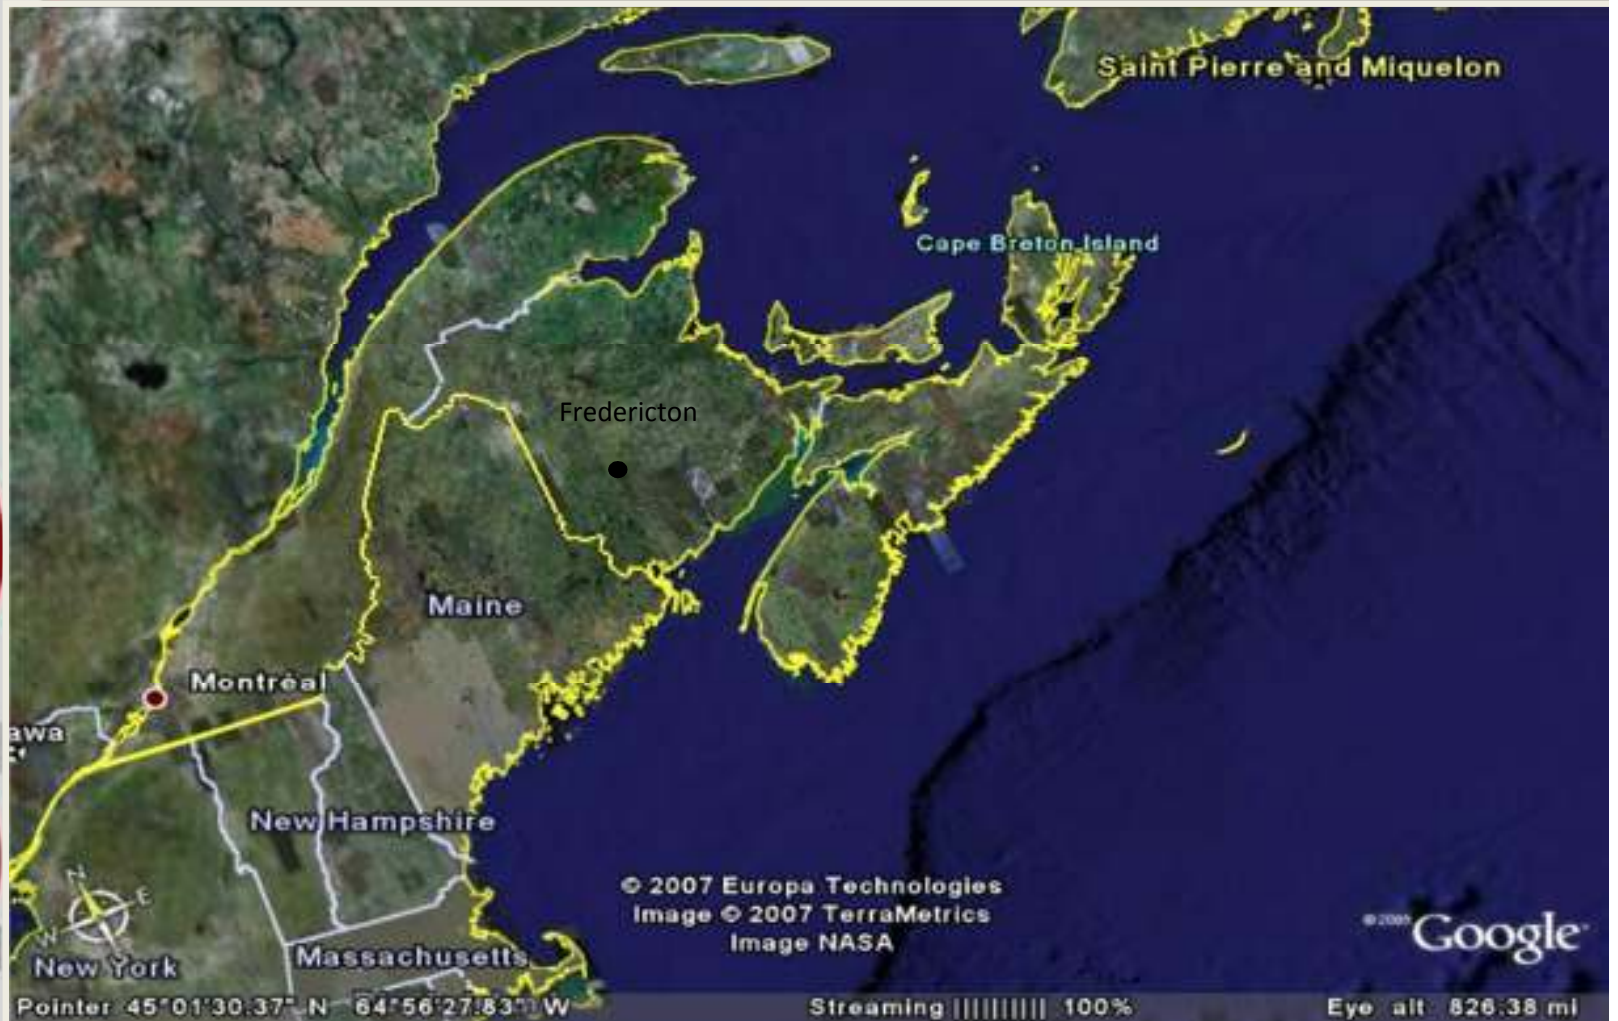 Saint Pierre and Miquelon
Cape Breton Island
Fredericton
Maine
Montréal
awa
New Hampshire
N
E
W
S
© 2007 Europa Technologies
Image © 2007 TerraMetrics
Image NASA
© 2005 Google
Massachusetts
New York
Pointer 45°01'30.37" N 64°56'27.83" W
Streaming |||||||||| 100%
Eye alt 826.38 mi